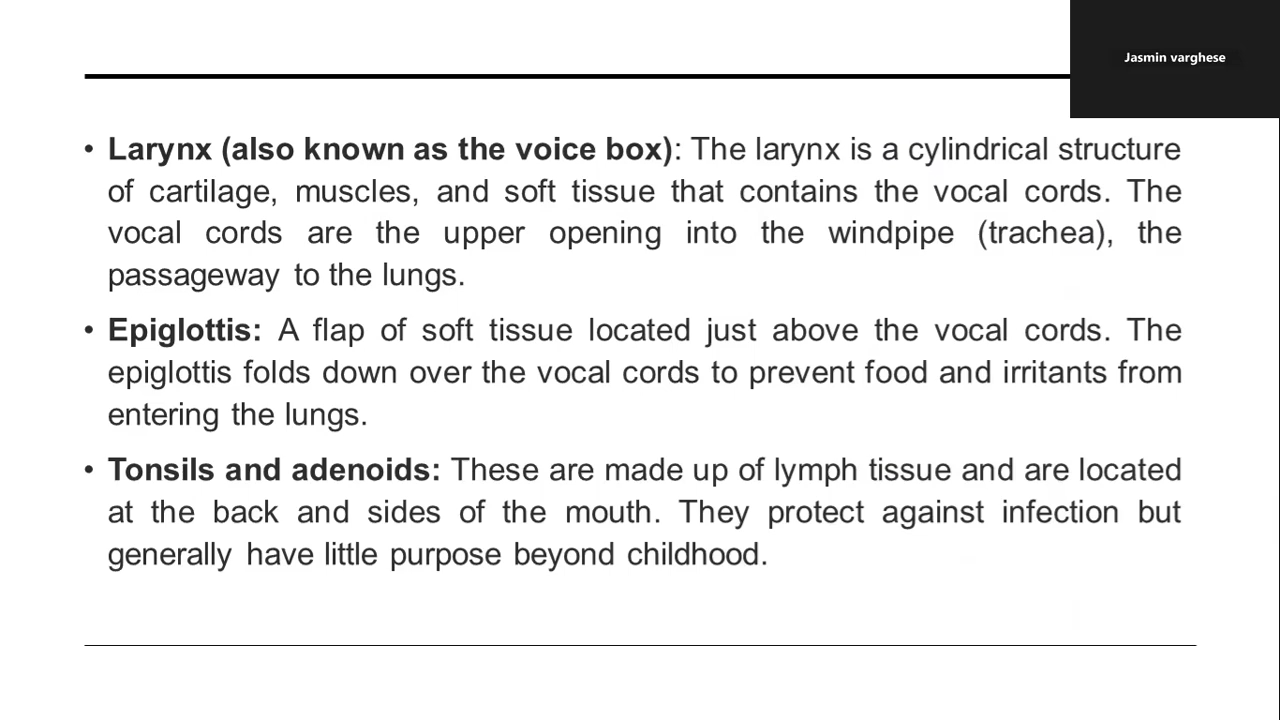 Jasmin varghese
• Larynx (also known as the voice box): The larynx is a cylindrical structure
of cartilage, muscles, and soft tissue that contains the vocal cords. The
vocal cords are the upper opening into the windpipe (trachea), the
passageway to the lungs.
• Epiglottis: A flap of soft tissue located just above the vocal cords. The
epiglottis folds down over the vocal cords to prevent food and irritants from
entering the lungs.
• Tonsils and adenoids: These are made up of lymph tissue and are located
at the back and sides of the mouth. They protect against infection but
generally have little purpose beyond childhood.